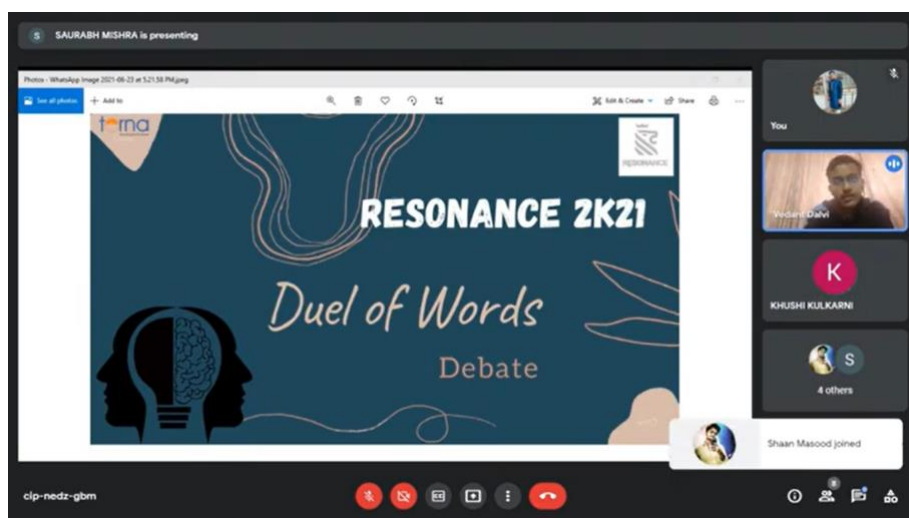 S SAURABH MISHRA is presenting
Photos - WhatsApp Image 2021-06-23 at 5.21.58 PM.jpeg
See all photos + Add to
Edit & Create Share
terna
RESONANCE
RESONANCE 2K21
Duel of Words
Debate
You
Vedant Dalvi
K
KHUSHI KULKARNI
S
4 others
Shaan Masood joined
cip-nedz-gbm
CC
8